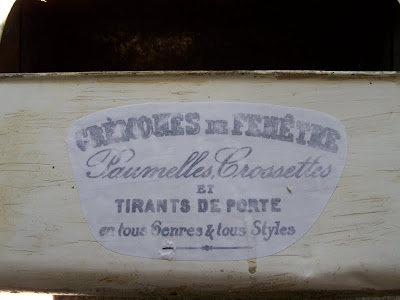 CRÉMONES DE FENÊTRE
Paumelles, Crossettes
ET
TIRANTS DE PORTE
en tous Genres & tous Styles